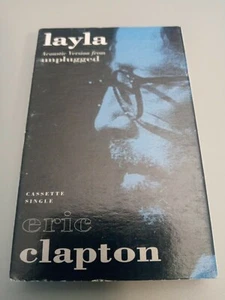 layla
Acoustic Version from
unplugged
CASSETTE
SINGLE
eric
clapton